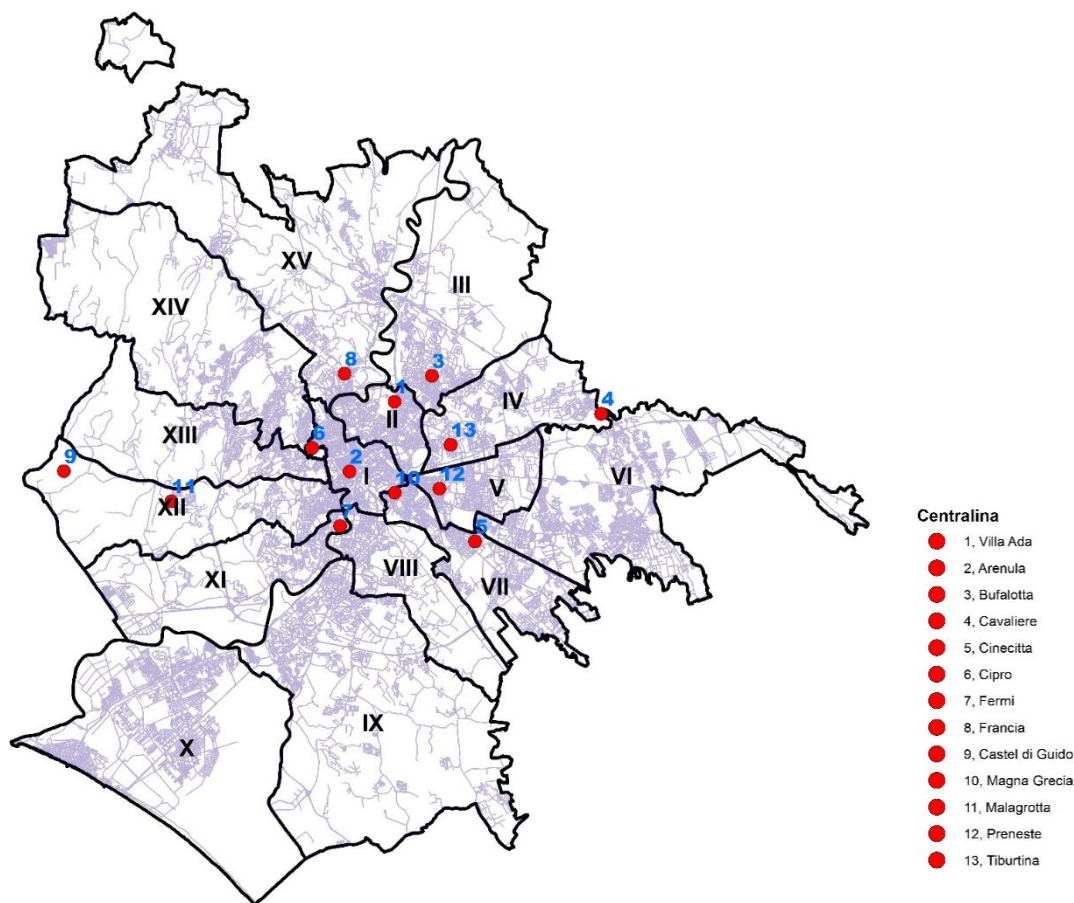 XV
III
XIV
8
3
1
IV
4
II
XIII
6
13
9
2
I
10
12
V
VI
11
XII
7
5
VIII
XI
VII
IX
X
Centralina
1, Villa Ada
2, Arenula
3, Bufalotta
4, Cavaliere
5, Cinecitta
6, Cipro
7, Fermi
8, Francia
9, Castel di Guido
10, Magna Grecia
11, Malagrotta
12, Preneste
13, Tiburtina